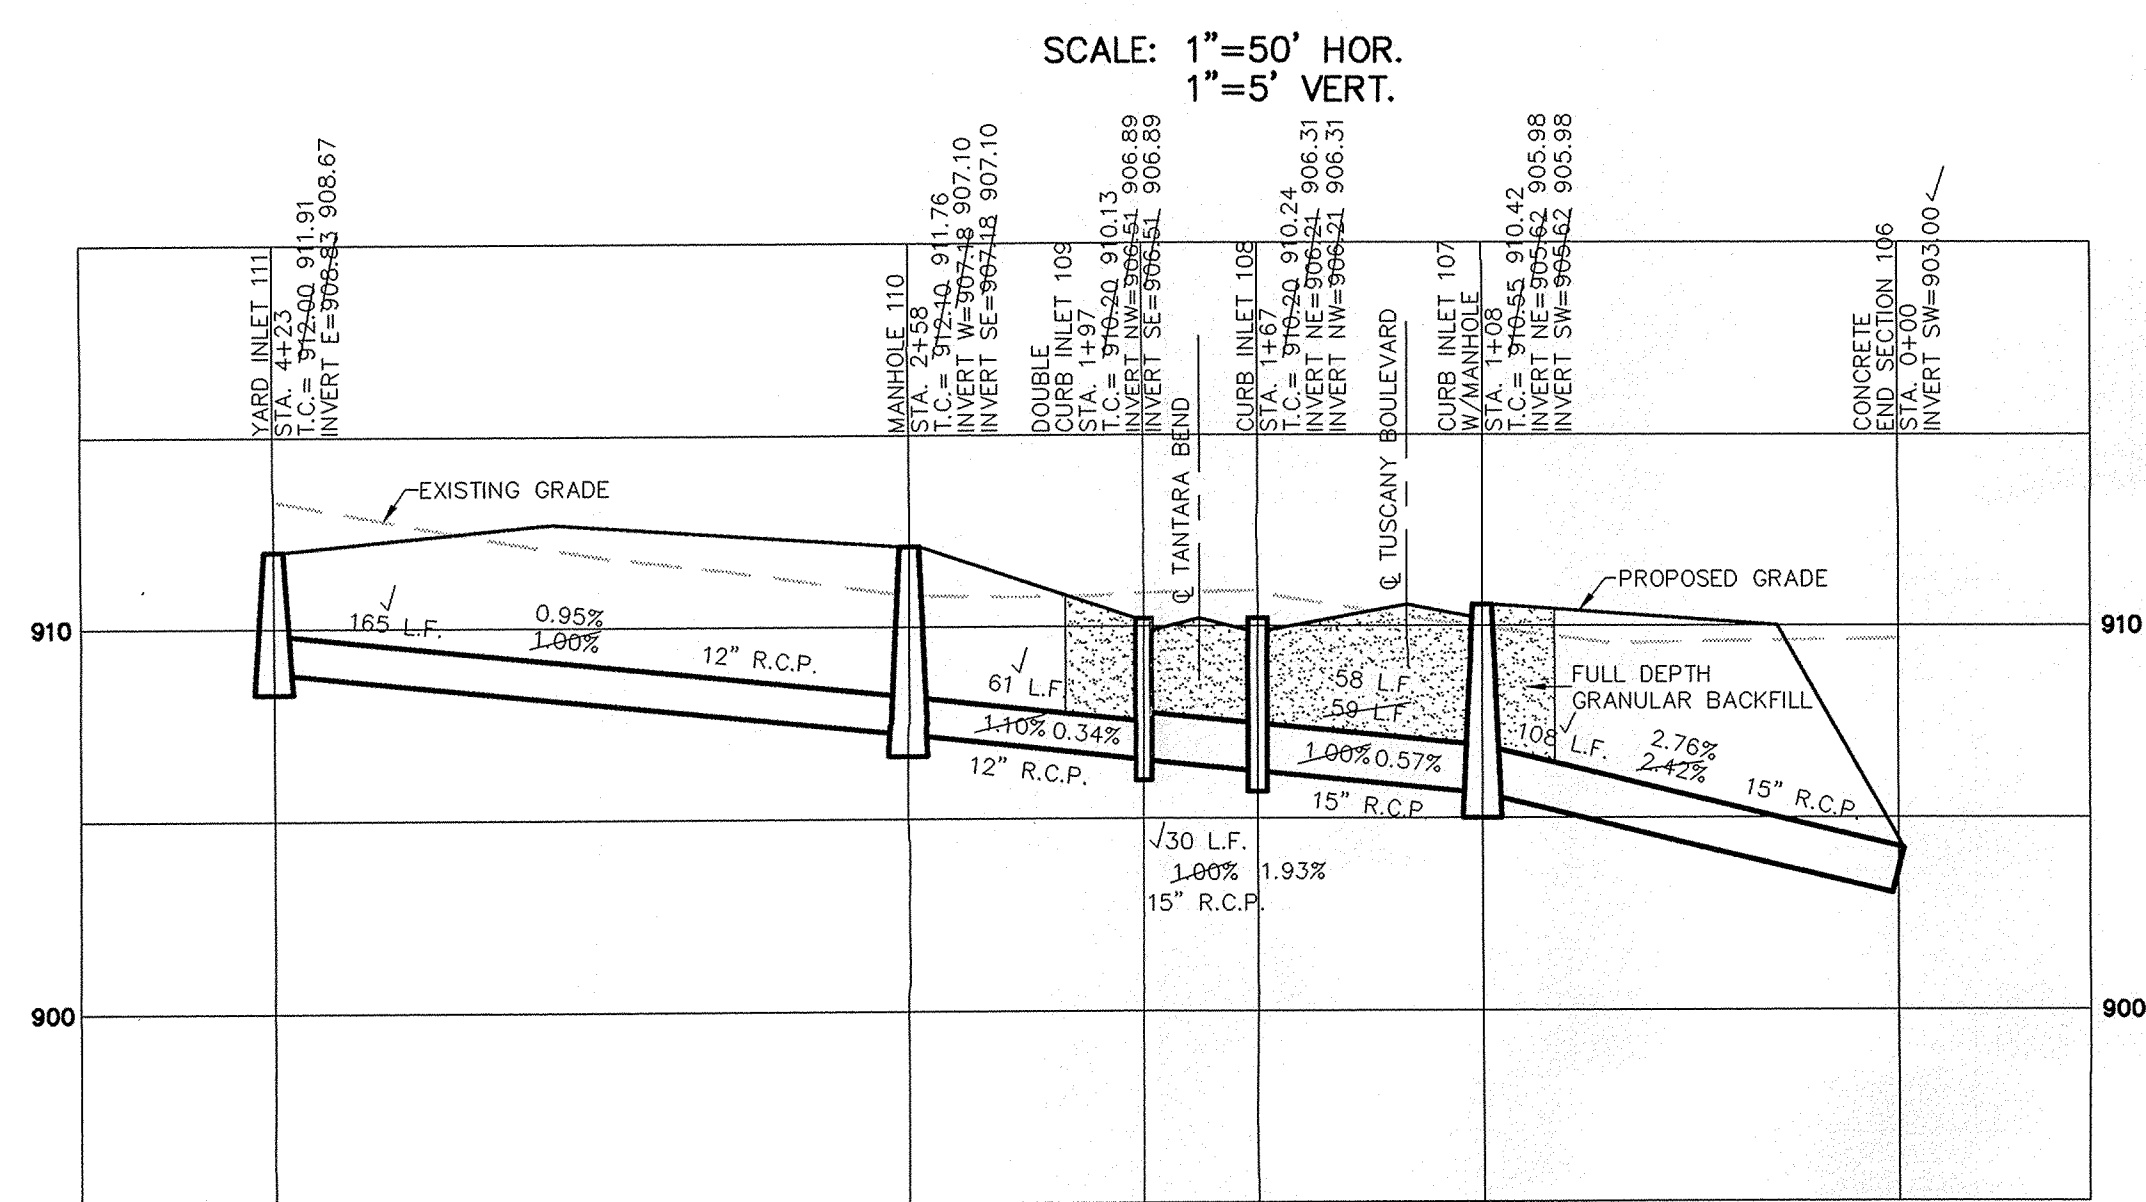 SCALE: 1"=50' HOR.
1"=5' VERT.
YARD INLET 111
STA. 4+23
T.C.= 912.00 911.91
INVERT E=908.83 908.67
MANHOLE 110
STA. 2+58
T.C.= 912.10 911.76
INVERT W=907.18 907.10
INVERT SE=907.18 907.10
DOUBLE
CURB INLET 109
STA. 1+97
T.C.= 910.20 910.13
INVERT NW=906.51 906.89
INVERT SE=906.51 906.89
℄ TANTARA BEND
CURB INLET 108
STA. 1+67
T.C.= 910.20 910.24
INVERT NE=906.21 906.31
INVERT NW=906.21 906.31
℄ TUSCANY BOULEVARD
CURB INLET 107
W/MANHOLE
STA. 1+08
T.C.= 910.55 910.42
INVERT NE=905.62 905.98
INVERT SW=905.62 905.98
CONCRETE
END SECTION 106
STA. 0+00
INVERT SW=903.00 ✓
EXISTING GRADE
PROPOSED GRADE
910
910
165 L.F.
0.95%
1.00%
12" R.C.P.
61 L.F.
1.10% 0.34%
12" R.C.P.
58 L.F
59 L.F
1.00% 0.57%
15" R.C.P
FULL DEPTH
GRANULAR BACKFILL
108 L.F.
2.76%
2.42%
15" R.C.P.
√30 L.F.
1.00% 1.93%
15" R.C.P.
900
900